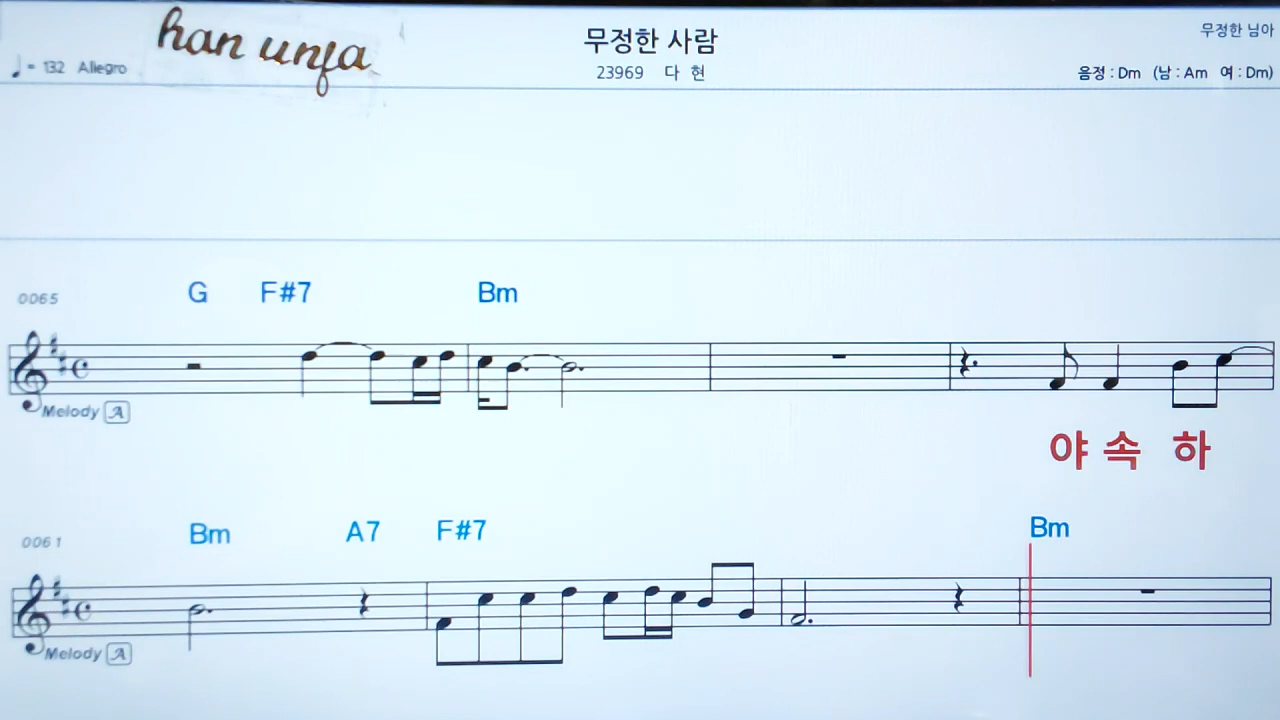 han unja
무정한 사람
무정한 님아
♩= 132 Allegro
23969 다 현
음정 : Dm (남 : Am 여 : Dm)
0065 G F#7 Bm
Melody A
야 속 하
0061 Bm A7 F#7 Bm
Melody A